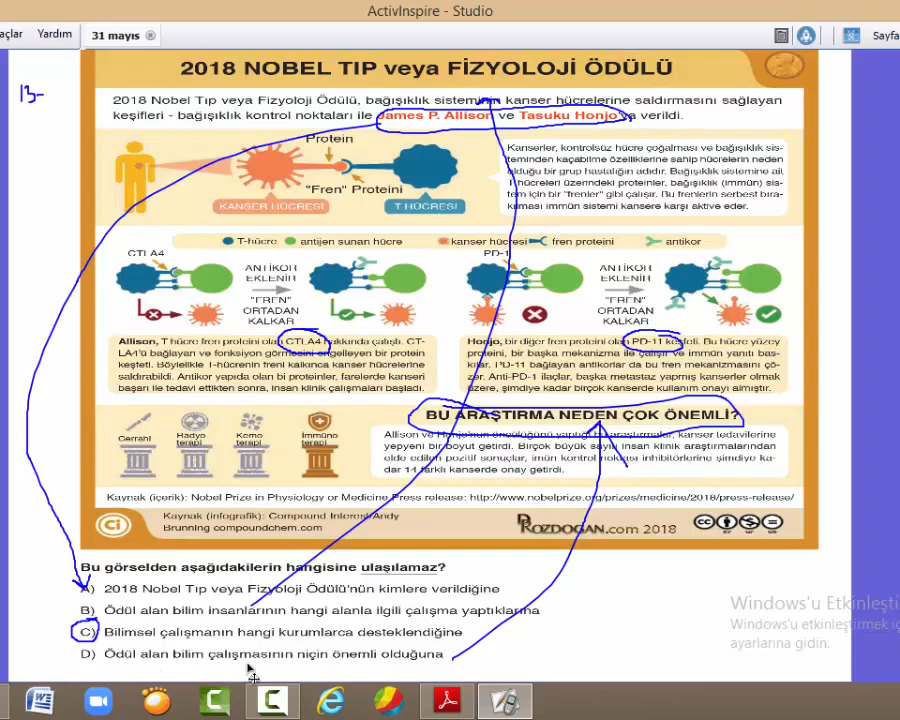 ActivInspire - Studio
açlar Yardım 31 mayıs Sayfa
13-
2018 NOBEL TIP veya FİZYOLOJİ ÖDÜLÜ
2018 Nobel Tıp veya Fizyoloji Ödülü, bağışıklık sisteminin kanser hücrelerine saldırmasını sağlayan
keşifleri - bağışıklık kontrol noktaları ile James P. Allison ve Tasuku Honjo'ya verildi.
Protein
"Fren" Proteini
KANSER HÜCRESİ
T HÜCRESİ
Kanserler, kontrolsüz hücre çoğalması ve bağışıklık sis-
teminden kaçabilme özelliklerine sahip hücrelerin neden
olduğu bir grup hastalığın adıdır. Bağışıklık sistemine ait
T hücreleri üzerindeki proteinler, bağışıklık (immün) sis-
tem için bir "frenler" gibi çalışır. Bu frenlerin serbest bıra-
kılması immün sistemi kansere karşı aktive eder.
T-hücre antijen sunan hücre kanser hücresi fren proteini antikor
CTLA4
ANTİKOR
EKLENİR
"FREN"
ORTADAN
KALKAR
PD-1
ANTİKOR
EKLENİR
"FREN"
ORTADAN
KALKAR
Allison, T hücre fren proteini olan CTLA4 hakkında çalıştı. CT-
LA4'ü bağlayan ve fonksiyon görmesini engelleyen bir protein
keşteti. Böylelikle T-hücrenin freni kalkınca kanser hücrelerine
saldırabildi. Antikor yapıda olan bi proteinler, farelerde kanseri
başarı ile tedavi ettikten sonra, insan klinik çalışmaları başladı.
Honjo, bir diğer fren proteini olan PD-11 keşfeti. Bu hücre yüzey
proteini, bir başka mekanizma ile çalışır ve immün yanıtı bas-
kılar. PD-11 bağlayan antikorlar da bu fren mekanizmasını çö-
zer. Anti-PD-1 ilaçlar, başka metastaz yapmış kanserler olmak
üzere, şimdiye kadar birçok kanserde kullanım onayı almıştır.
BU ARAŞTIRMA NEDEN ÇOK ÖNEMLİ?
Cerrahi
Radyo
terapi
Kemo
terapi
İmmüno
terapi
Allison ve Honjo'nun öncülüğünü yaptığı bu araştırmalar, kanser tedavilerine
yepyeni bir boyut getirdi. Birçok büyük sayılı insan klinik araştırmalarından
elde edilen pozitif sonuçlar, imün kontrol noktası inhibitörlerine şimdiye ka-
dar 14 farklı kanserde onay getirdi.
Kaynak (içerik): Nobel Prize in Physiology or Medicine Press release: http://www.nobelprize.org/prizes/medicine/2018/press-release/
Ci
Kaynak (infografik): Compound Interest/Andy
Brunning compoundchem.com
DROZDOGAN.com 2018
Bu görselden aşağıdakilerin hangisine ulaşılamaz?
A) 2018 Nobel Tıp veya Fizyoloji Ödülü'nün kimlere verildiğine
B) Ödül alan bilim insanlarının hangi alanla ilgili çalışma yaptıklarına
C) Bilimsel çalışmanın hangi kurumlarca desteklendiğine
D) Ödül alan bilim çalışmasının niçin önemli olduğuna
Windows'u Etkinleşti
Windows'u etkinleştirmek iç
ayarlarına gidin.